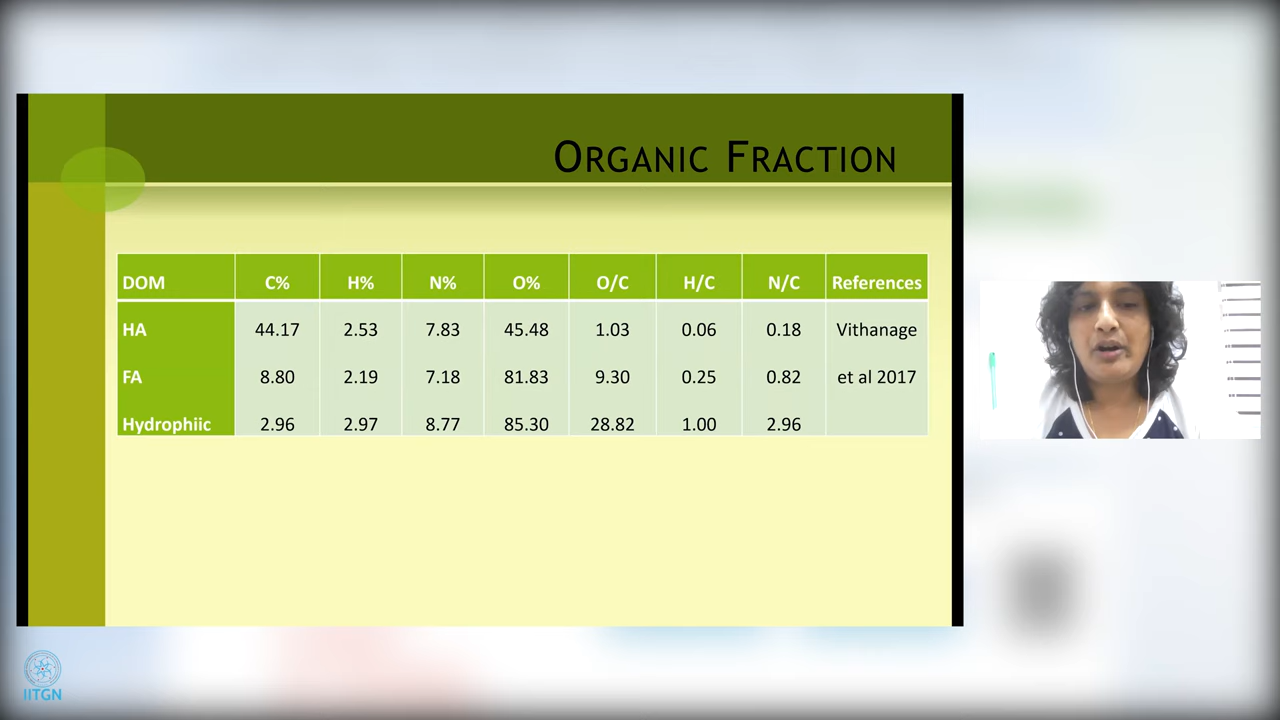 ORGANIC FRACTION
DOM C% H% N% O% O/C H/C N/C References
HA 44.17 2.53 7.83 45.48 1.03 0.06 0.18 Vithanage
FA 8.80 2.19 7.18 81.83 9.30 0.25 0.82 et al 2017
Hydrophiic 2.96 2.97 8.77 85.30 28.82 1.00 2.96
IITGN